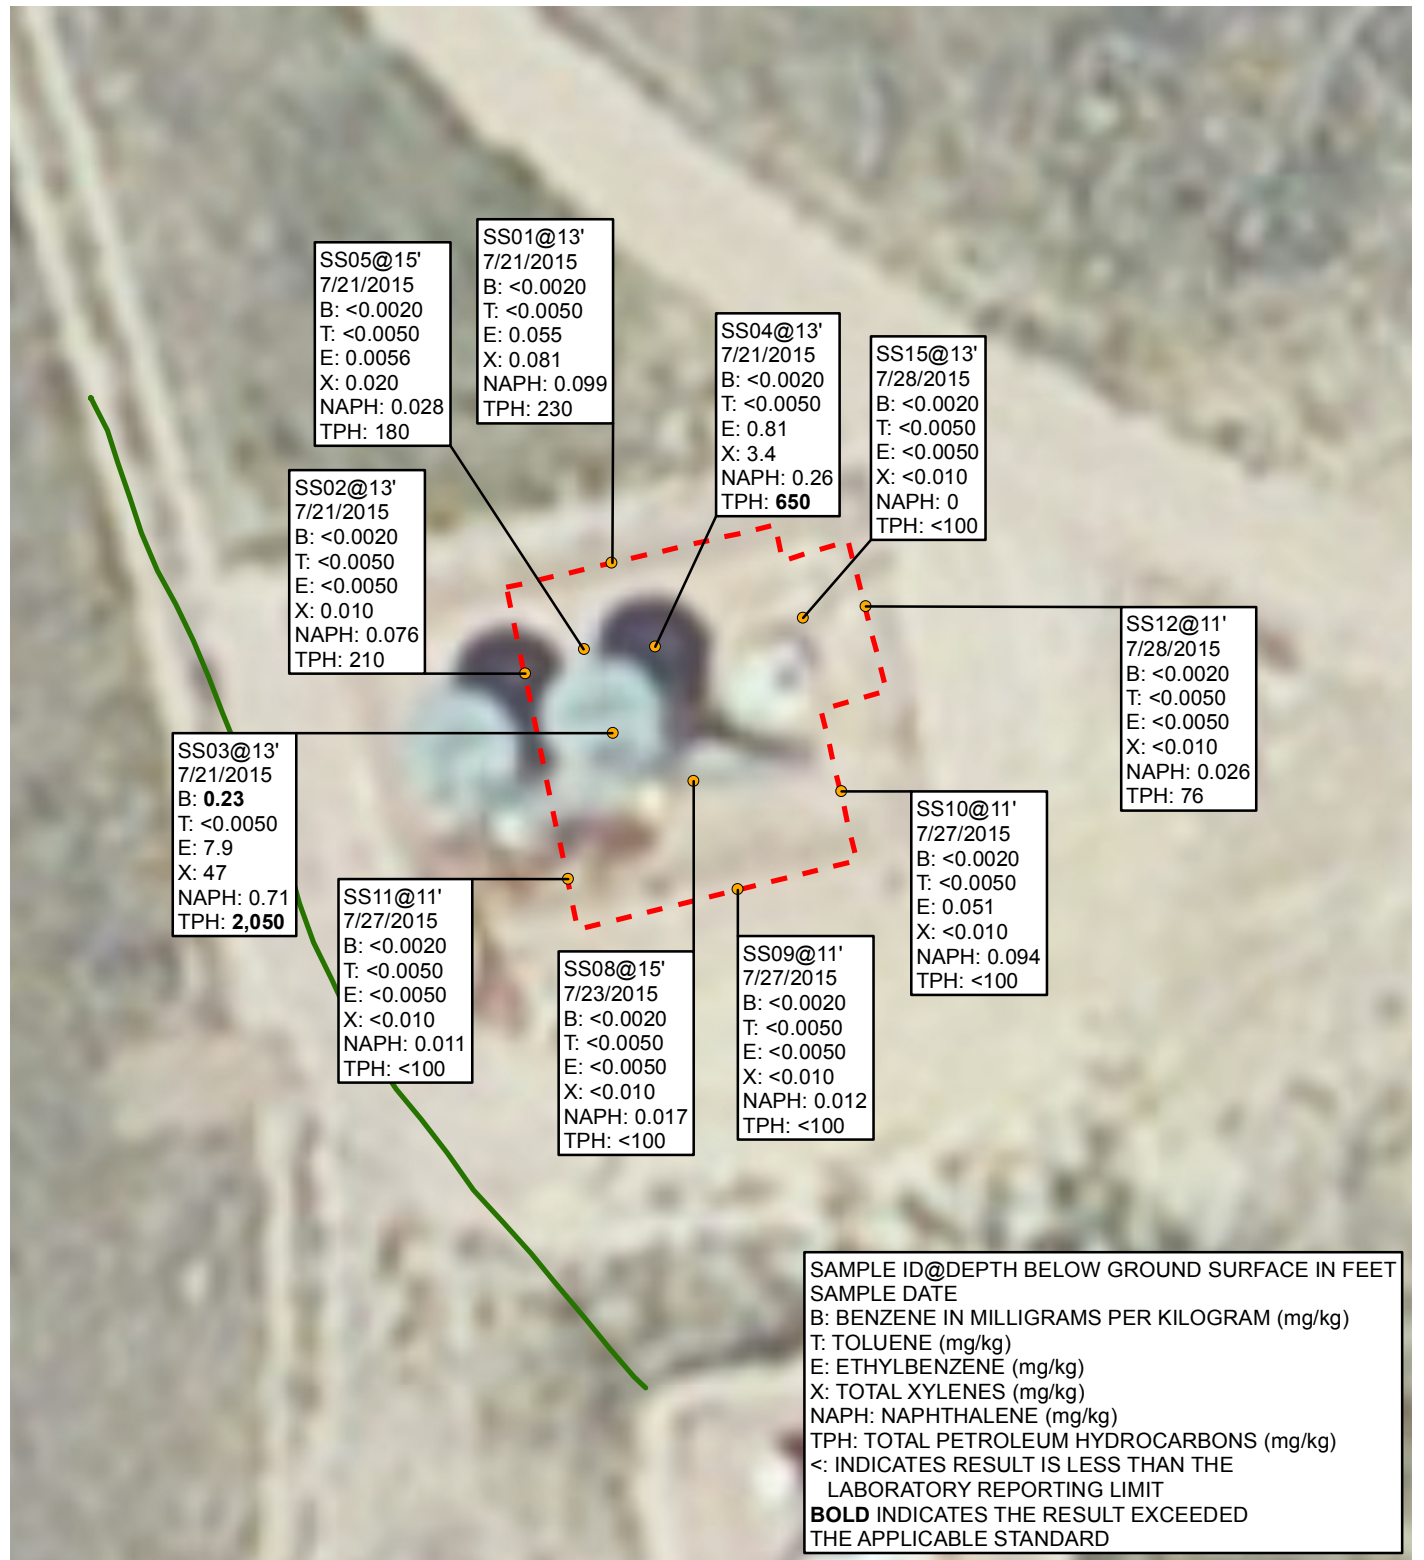 SS01@13'
7/21/2015
B: <0.0020
T: <0.0050
E: 0.055
X: 0.081
NAPH: 0.099
TPH: 230
SS05@15'
7/21/2015
B: <0.0020
T: <0.0050
E: 0.0056
X: 0.020
NAPH: 0.028
TPH: 180
SS04@13'
7/21/2015
B: <0.0020
T: <0.0050
E: 0.81
X: 3.4
NAPH: 0.26
TPH: 650
SS15@13'
7/28/2015
B: <0.0020
T: <0.0050
E: <0.0050
X: <0.010
NAPH: 0
TPH: <100
SS02@13'
7/21/2015
B: <0.0020
T: <0.0050
E: <0.0050
X: 0.010
NAPH: 0.076
TPH: 210
SS12@11'
7/28/2015
B: <0.0020
T: <0.0050
E: <0.0050
X: <0.010
NAPH: 0.026
TPH: 76
SS03@13'
7/21/2015
B: 0.23
T: <0.0050
E: 7.9
X: 47
NAPH: 0.71
TPH: 2,050
SS10@11'
7/27/2015
B: <0.0020
T: <0.0050
E: 0.051
X: <0.010
NAPH: 0.094
TPH: <100
SS11@11'
7/27/2015
B: <0.0020
T: <0.0050
E: <0.0050
X: <0.010
NAPH: 0.011
TPH: <100
SS08@15'
7/23/2015
B: <0.0020
T: <0.0050
E: <0.0050
X: <0.010
NAPH: 0.017
TPH: <100
SS09@11'
7/27/2015
B: <0.0020
T: <0.0050
E: <0.0050
X: <0.010
NAPH: 0.012
TPH: <100
SAMPLE ID@DEPTH BELOW GROUND SURFACE IN FEET
SAMPLE DATE
B: BENZENE IN MILLIGRAMS PER KILOGRAM (mg/kg)
T: TOLUENE (mg/kg)
E: ETHYLBENZENE (mg/kg)
X: TOTAL XYLENES (mg/kg)
NAPH: NAPHTHALENE (mg/kg)
TPH: TOTAL PETROLEUM HYDROCARBONS (mg/kg)
<: INDICATES RESULT IS LESS THAN THE
LABORATORY REPORTING LIMIT
BOLD INDICATES THE RESULT EXCEEDED
THE APPLICABLE STANDARD